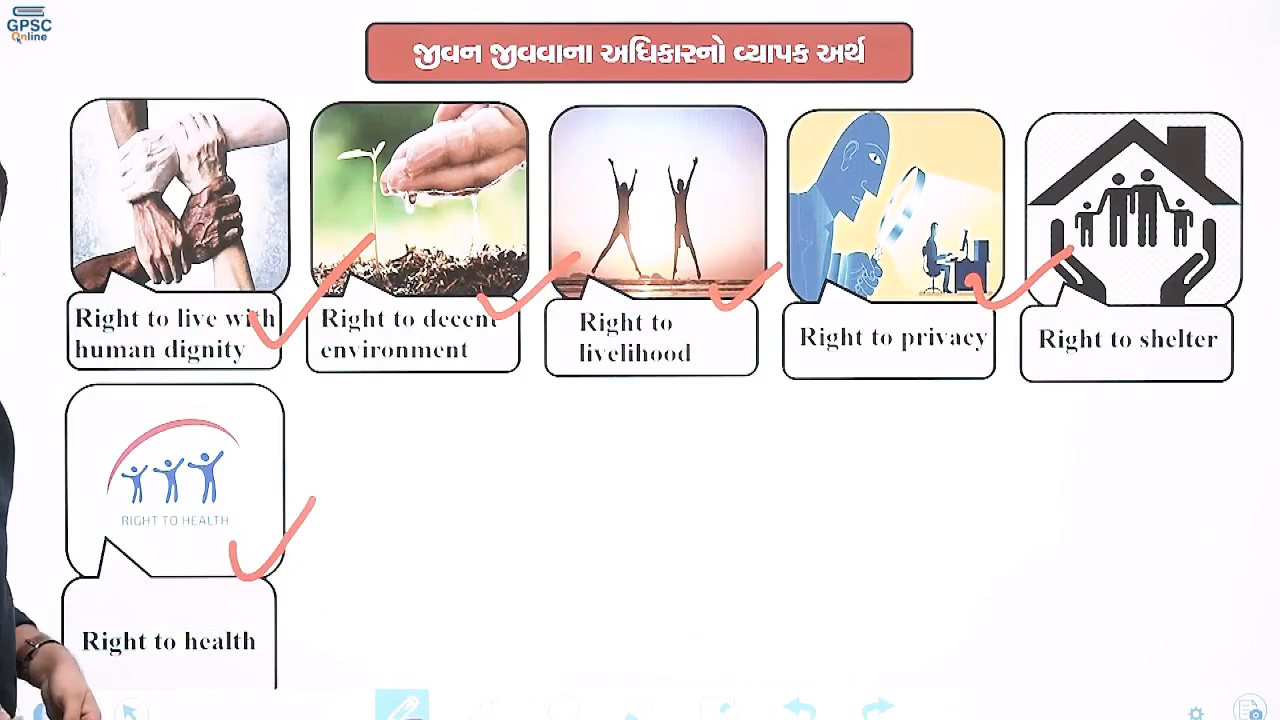 GPSC
Online
જીવન જીવવાના અધિકારનો વ્યાપક અર્થ
Right to live with
human dignity
Right to decent
environment
Right to
livelihood
Right to privacy
Right to shelter
RIGHT TO HEALTH
Right to health